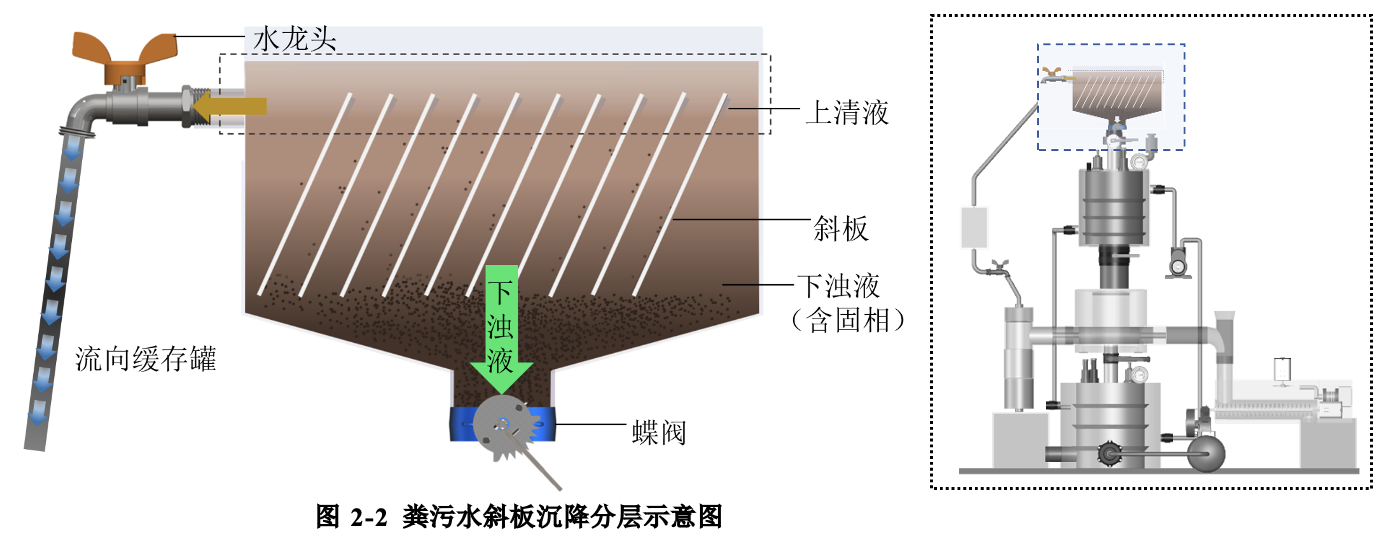 水龙头
上清液
斜板
下浊液
（含固相）
下
浊
液
流向缓存罐
蝶阀
图 2-2 粪污水斜板沉降分层示意图